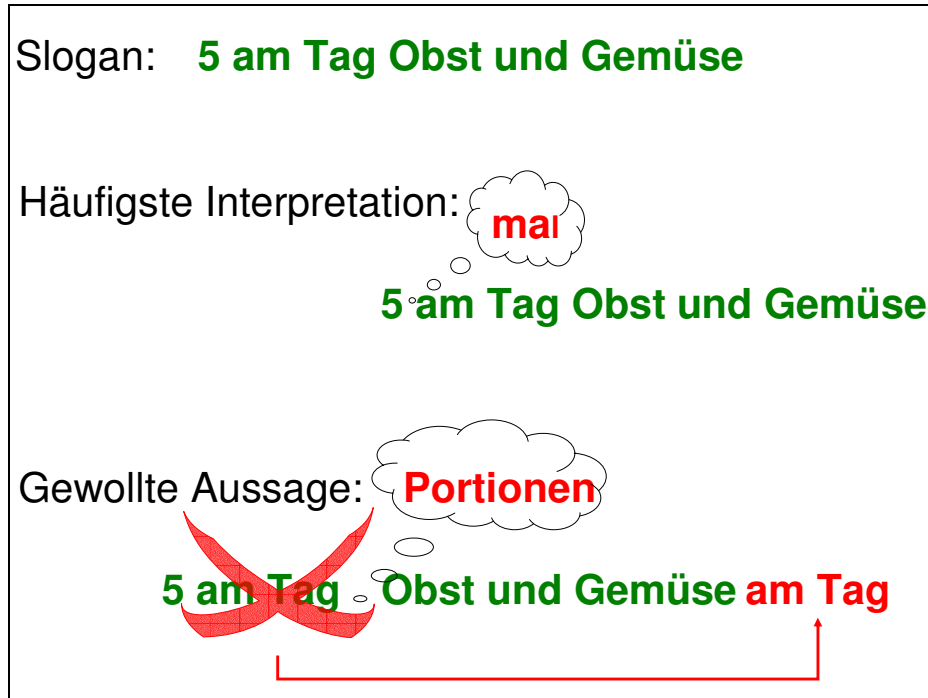 Slogan: 5 am Tag Obst und Gemüse
Häufigste Interpretation:
mal
5 am Tag Obst und Gemüse
Gewollte Aussage: Portionen
5 am Tag Obst und Gemüse am Tag